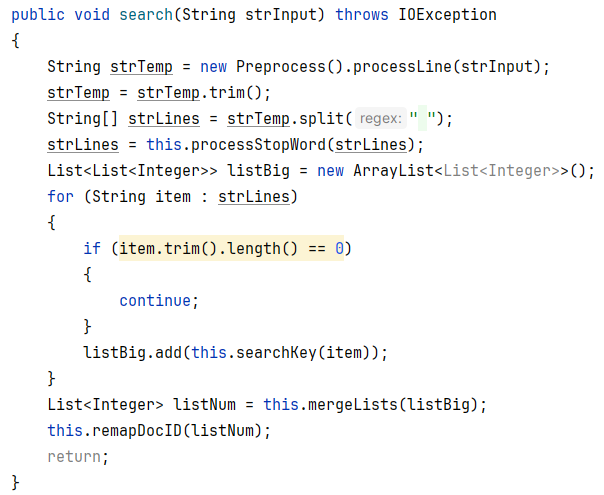 public void search(String strInput) throws IOException
{
    String strTemp = new Preprocess().processLine(strInput);
    strTemp = strTemp.trim();
    String[] strLines = strTemp.split( regex: " ");
    strLines = this.processStopWord(strLines);
    List<List<Integer>> listBig = new ArrayList<List<Integer>>();
    for (String item : strLines)
    {
        if (item.trim().length() == 0)
        {
            continue;
        }
        listBig.add(this.searchKey(item));
    }
    List<Integer> listNum = this.mergeLists(listBig);
    this.remapDocID(listNum);
    return;
}